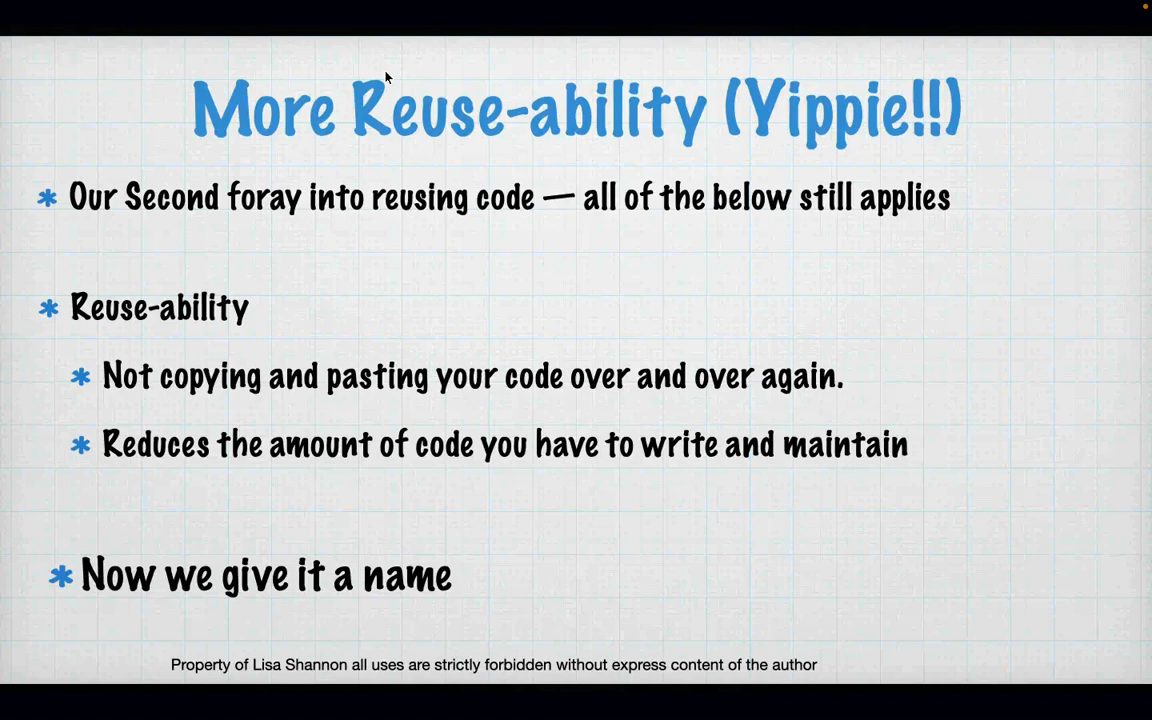 More Reuse-ability (Yippie!!)
* Our Second foray into reusing code — all of the below still applies
* Reuse-ability
* Not copying and pasting your code over and over again.
* Reduces the amount of code you have to write and maintain
* Now we give it a name
Property of Lisa Shannon all uses are strictly forbidden without express content of the author